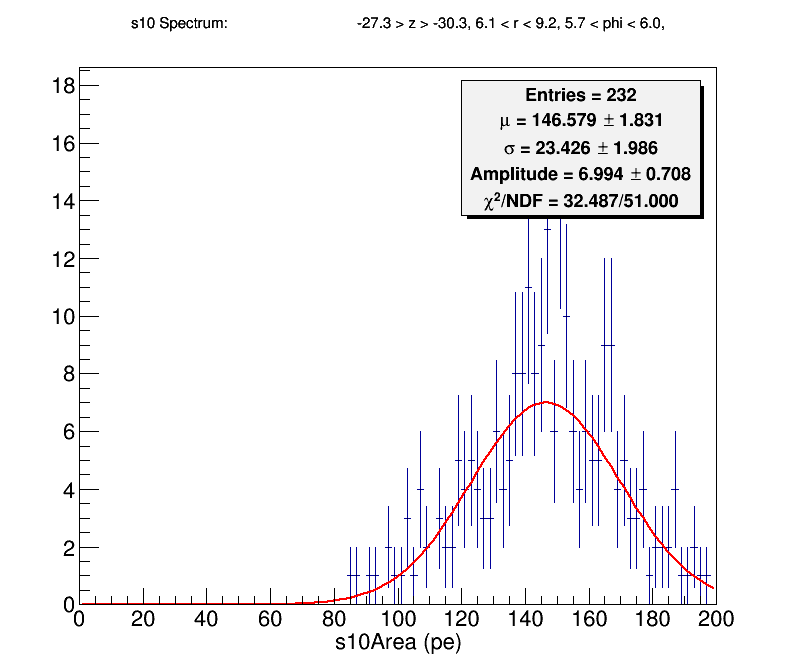 s10 Spectrum: -27.3 > z > -30.3, 6.1 < r < 9.2, 5.7 < phi < 6.0,
Entries = 232
μ = 146.579 ± 1.831
σ = 23.426 ± 1.986
Amplitude = 6.994 ± 0.708
χ²/NDF = 32.487/51.000
18
16
14
12
10
8
6
4
2
0
0 20 40 60 80 100 120 140 160 180 200
s10Area (pe)